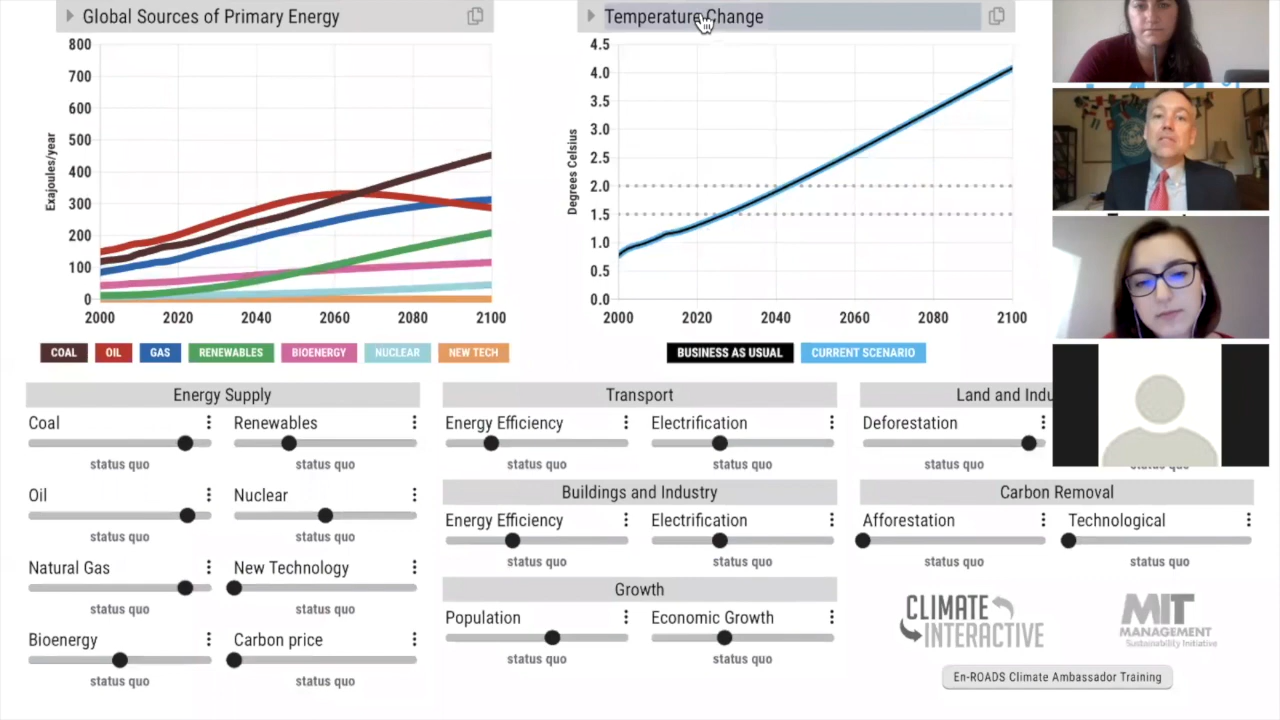 Global Sources of Primary Energy
Temperature Change
800
700
600
500
400
300
200
100
0
Exajoules/year
2000 2020 2040 2060 2080 2100
4.5
4.0
3.5
3.0
2.5
2.0
1.5
1.0
0.5
0.0
Degrees Celsius
2000 2020 2040 2060 2080 2100
COAL OIL GAS RENEWABLES BIOENERGY NUCLEAR NEW TECH
BUSINESS AS USUAL CURRENT SCENARIO
Energy Supply
Coal Renewables
status quo status quo
Oil Nuclear
status quo status quo
Natural Gas New Technology
status quo status quo
Bioenergy Carbon price
status quo status quo
Transport
Energy Efficiency Electrification
status quo status quo
Buildings and Industry
Energy Efficiency Electrification
status quo status quo
Growth
Population Economic Growth
status quo status quo
Land and Indu
Deforestation
status quo status quo
Carbon Removal
Afforestation Technological
status quo status quo
CLIMATE
INTERACTIVE
MIT
MANAGEMENT
Sustainability Initiative
En-ROADS Climate Ambassador Training